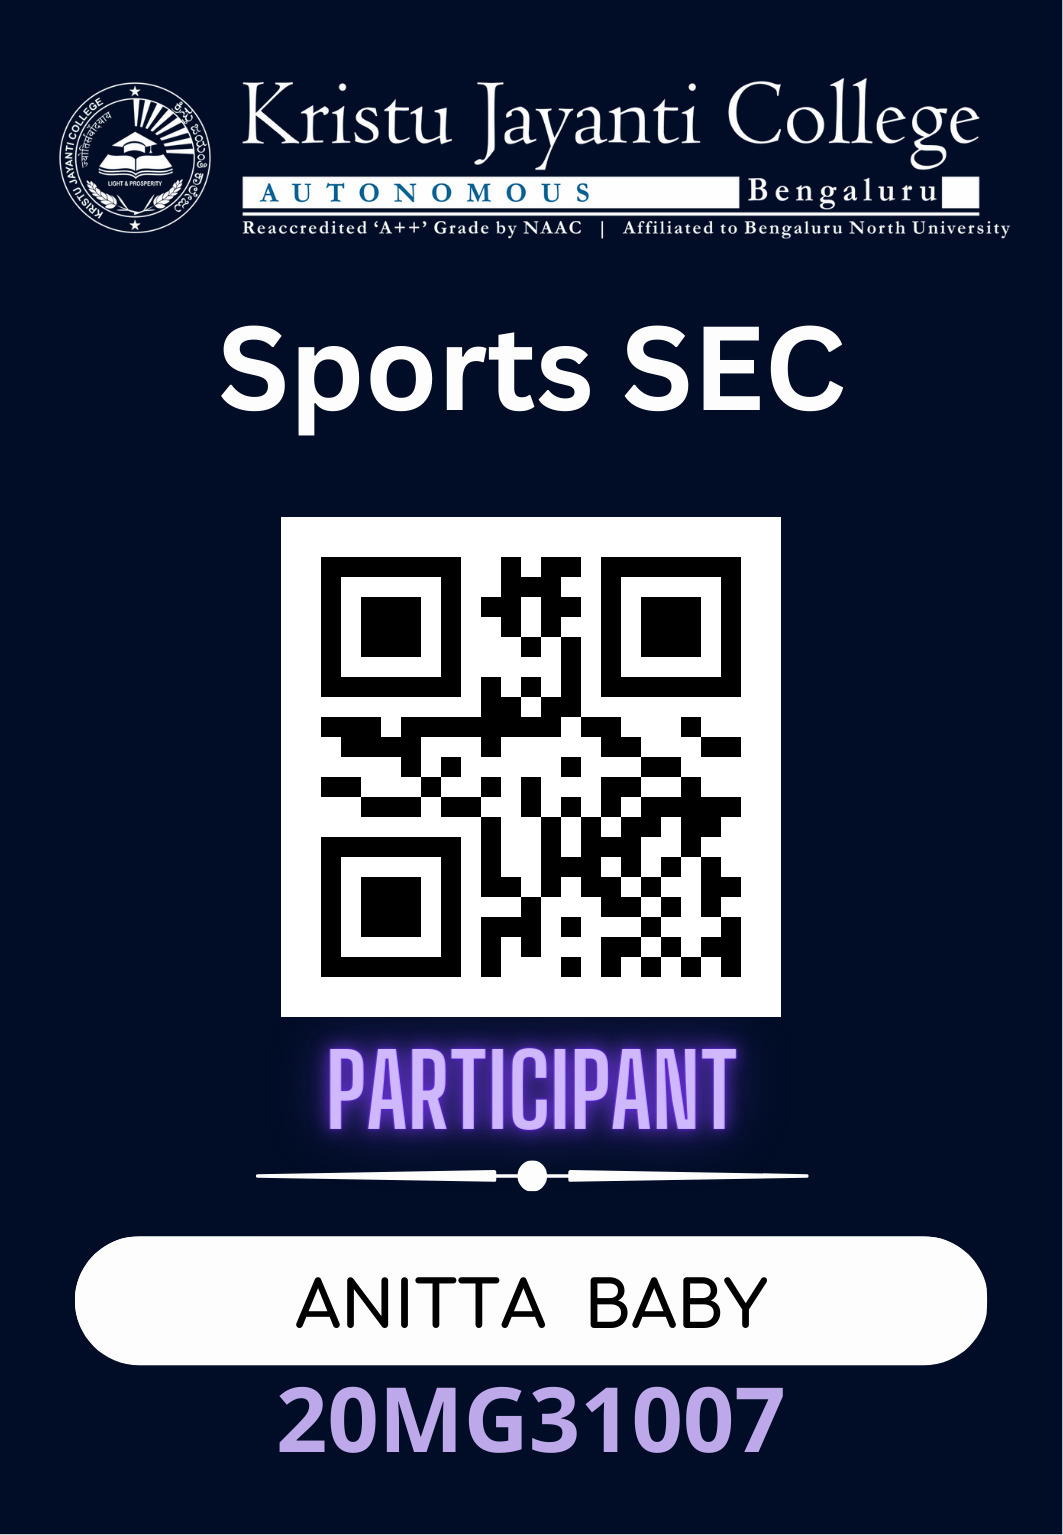 KRISTU JAYANTI COLLEGE
LIGHT & PROSPERITY
Kristu Jayanti College
AUTONOMOUS Bengaluru
Reaccredited ‘A++’ Grade by NAAC | Affiliated to Bengaluru North University
Sports SEC
PARTICIPANT
ANITTA BABY
20MG31007